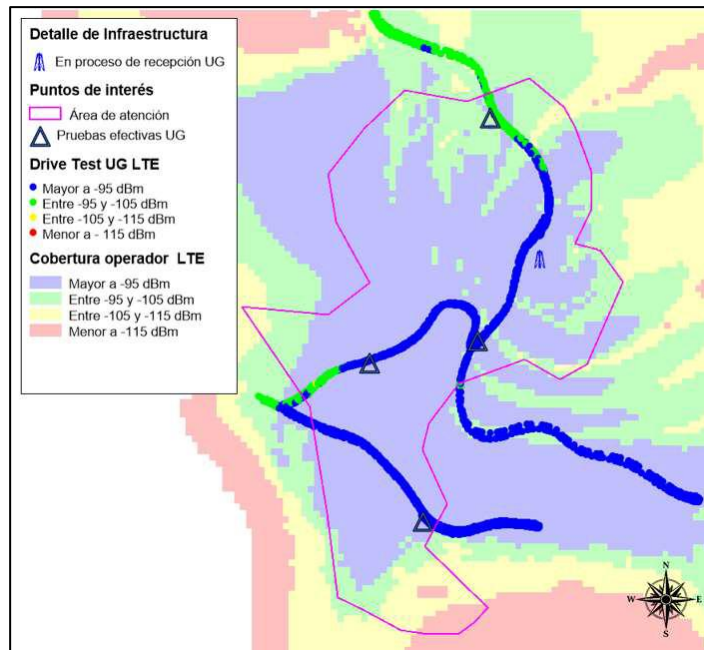 Detalle de Infraestructura
En proceso de recepción UG
Puntos de interés
Área de atención
Pruebas efectivas UG
Drive Test UG LTE
Mayor a -95 dBm
Entre -95 y -105 dBm
Entre -105 y -115 dBm
Menor a - 115 dBm
Cobertura operador LTE
Mayor a -95 dBm
Entre -95 y -105 dBm
Entre -105 y -115 dBm
Menor a -115 dBm
N
W E
S